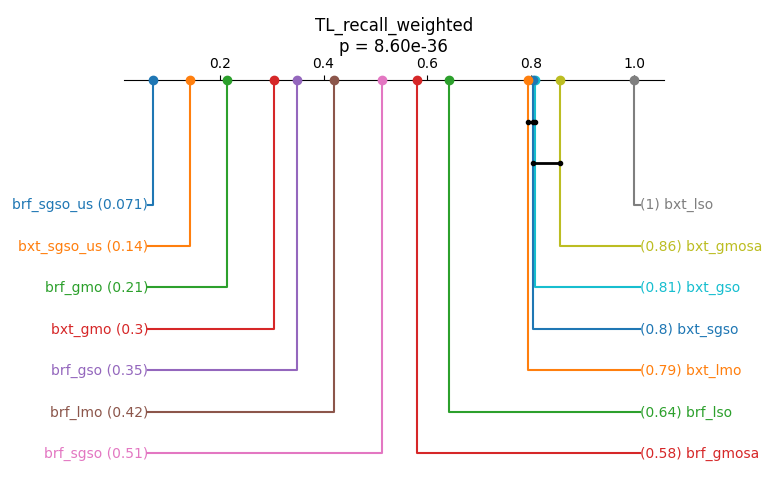 TL_recall_weighted
p = 8.60e-36
0.2 0.4 0.6 0.8 1.0
brf_sgso_us (0.071) (1) bxt_lso
bxt_sgso_us (0.14) (0.86) bxt_gmosa
brf_gmo (0.21) (0.81) bxt_gso
bxt_gmo (0.3) (0.8) bxt_sgso
brf_gso (0.35) (0.79) bxt_lmo
brf_lmo (0.42) (0.64) brf_lso
brf_sgso (0.51) (0.58) brf_gmosa